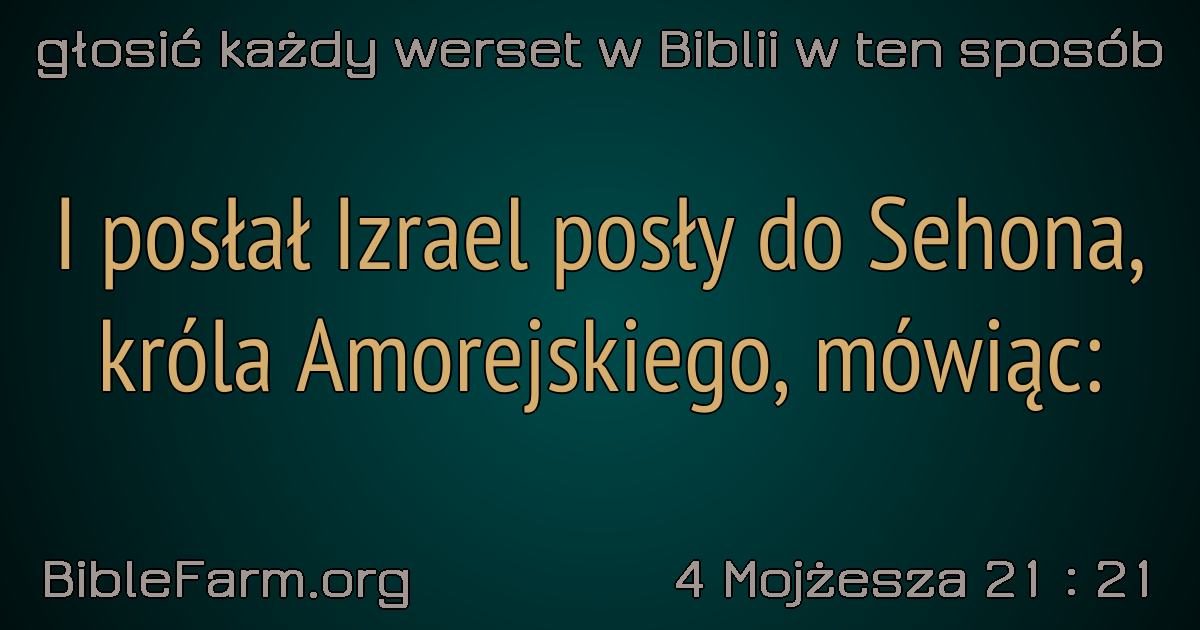 głosić każdy werset w Biblii w ten sposób
I posłał Izrael posły do Sehona,
króla Amorejskiego, mówiąc:
BibleFarm.org
4 Mojżesza 21 : 21